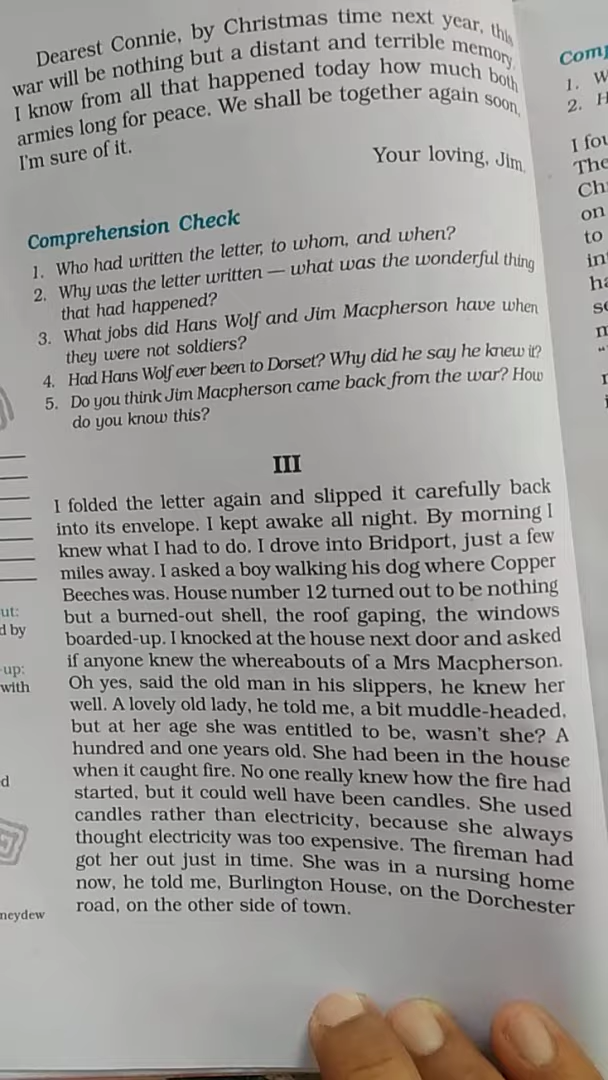 Dearest Connie, by Christmas time next year, this
war will be nothing but a distant and terrible memory.
I know from all that happened today how much both
armies long for peace. We shall be together again soon,
I'm sure of it.
Your loving, Jim.
Comprehension Check
1. Who had written the letter, to whom, and when?
2. Why was the letter written — what was the wonderful thing
that had happened?
3. What jobs did Hans Wolf and Jim Macpherson have when
they were not soldiers?
4. Had Hans Wolf ever been to Dorset? Why did he say he knew it?
5. Do you think Jim Macpherson came back from the war? How
do you know this?
III
I folded the letter again and slipped it carefully back
into its envelope. I kept awake all night. By morning I
knew what I had to do. I drove into Bridport, just a few
miles away. I asked a boy walking his dog where Copper
Beeches was. House number 12 turned out to be nothing
but a burned-out shell, the roof gaping, the windows
boarded-up. I knocked at the house next door and asked
if anyone knew the whereabouts of a Mrs Macpherson.
Oh yes, said the old man in his slippers, he knew her
well. A lovely old lady, he told me, a bit muddle-headed,
but at her age she was entitled to be, wasn't she? A
hundred and one years old. She had been in the house
when it caught fire. No one really knew how the fire had
started, but it could well have been candles. She used
candles rather than electricity, because she always
thought electricity was too expensive. The fireman had
got her out just in time. She was in a nursing home
now, he told me, Burlington House, on the Dorchester
road, on the other side of town.
ut:
d by
-up:
with
d
neydew
Comp
1. W
2. H
I fou
The
Ch
on
to
in
ha